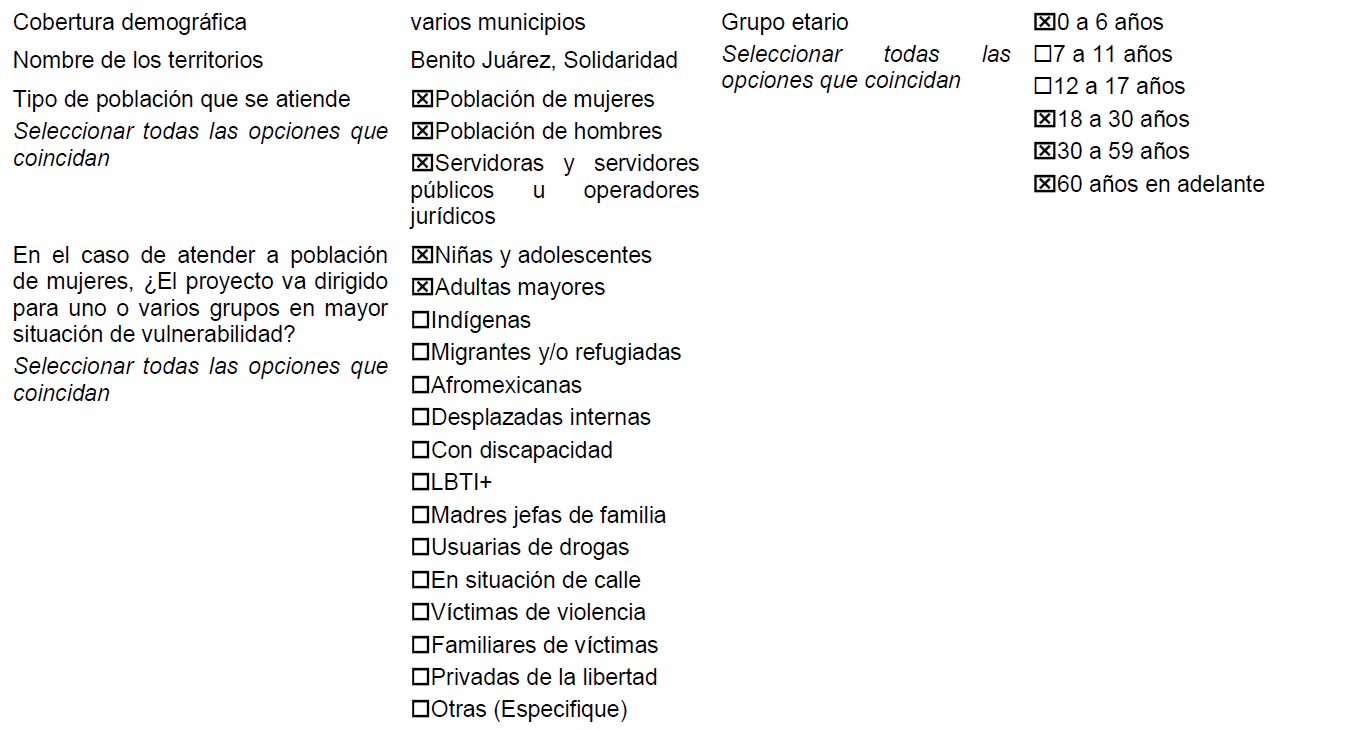 Cobertura demográfica
varios municipios
Nombre de los territorios
Benito Juárez, Solidaridad
Tipo de población que se atiende
Seleccionar todas las opciones que
coincidan
☒Población de mujeres
☒Población de hombres
☒Servidoras y servidores
públicos u operadores
jurídicos
En el caso de atender a población
de mujeres, ¿El proyecto va dirigido
para uno o varios grupos en mayor
situación de vulnerabilidad?
Seleccionar todas las opciones que
coincidan
☒Niñas y adolescentes
☒Adultas mayores
☐Indígenas
☐Migrantes y/o refugiadas
☐Afromexicanas
☐Desplazadas internas
☐Con discapacidad
☐LBTI+
☐Madres jefas de familia
☐Usuarias de drogas
☐En situación de calle
☐Víctimas de violencia
☐Familiares de víctimas
☐Privadas de la libertad
☐Otras (Especifique)
Grupo etario
Seleccionar todas las
opciones que coincidan
☒0 a 6 años
☐7 a 11 años
☐12 a 17 años
☒18 a 30 años
☒30 a 59 años
☒60 años en adelante